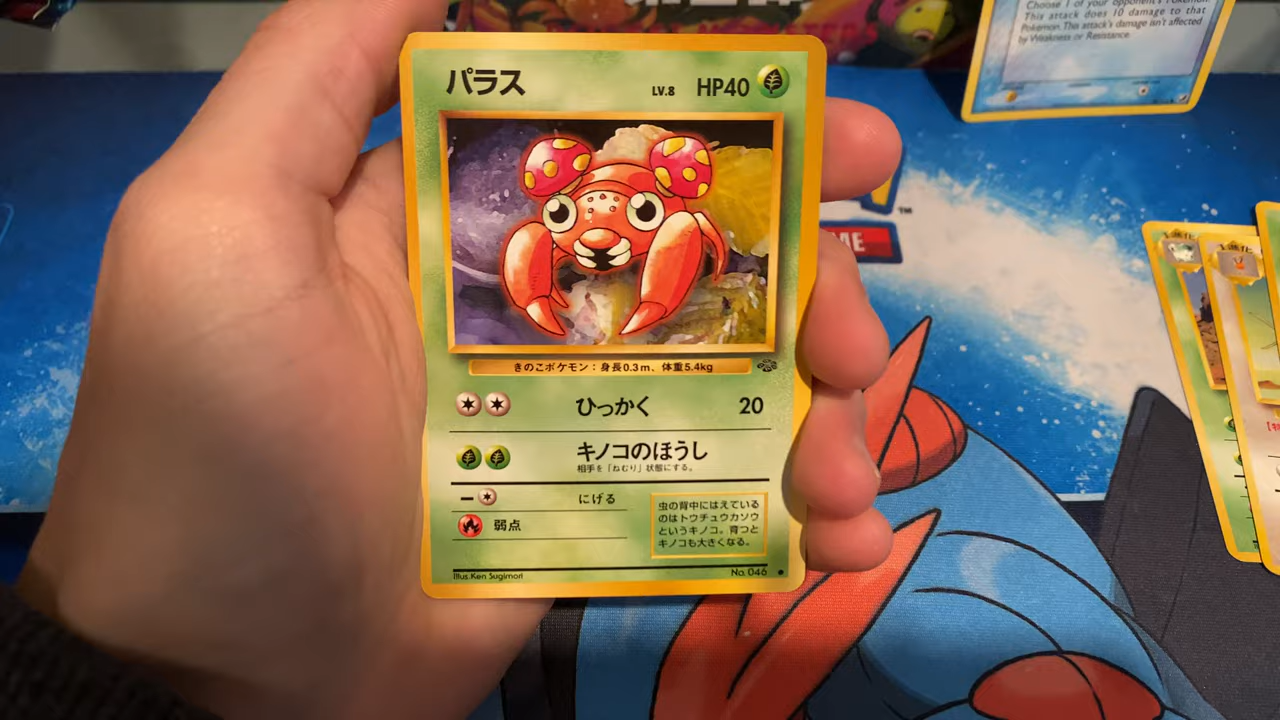 パラス
LV.8 HP40
きのこポケモン：身長0.3m、体重5.4kg
ひっかく 20
キノコのほうし
相手を「ねむり」状態にする。
にげる
弱点
虫の背中にはえている
のはトウチュウカソウ
というキノコ。育つと
キノコも大きくなる。
Illus.Ken Sugimori
No.046
Choose 1 of your opponent's Pokémon.
This attack does 10 damage to that
Pokémon. This attack's damage isn't affected
by Weakness or Resistance.
TM